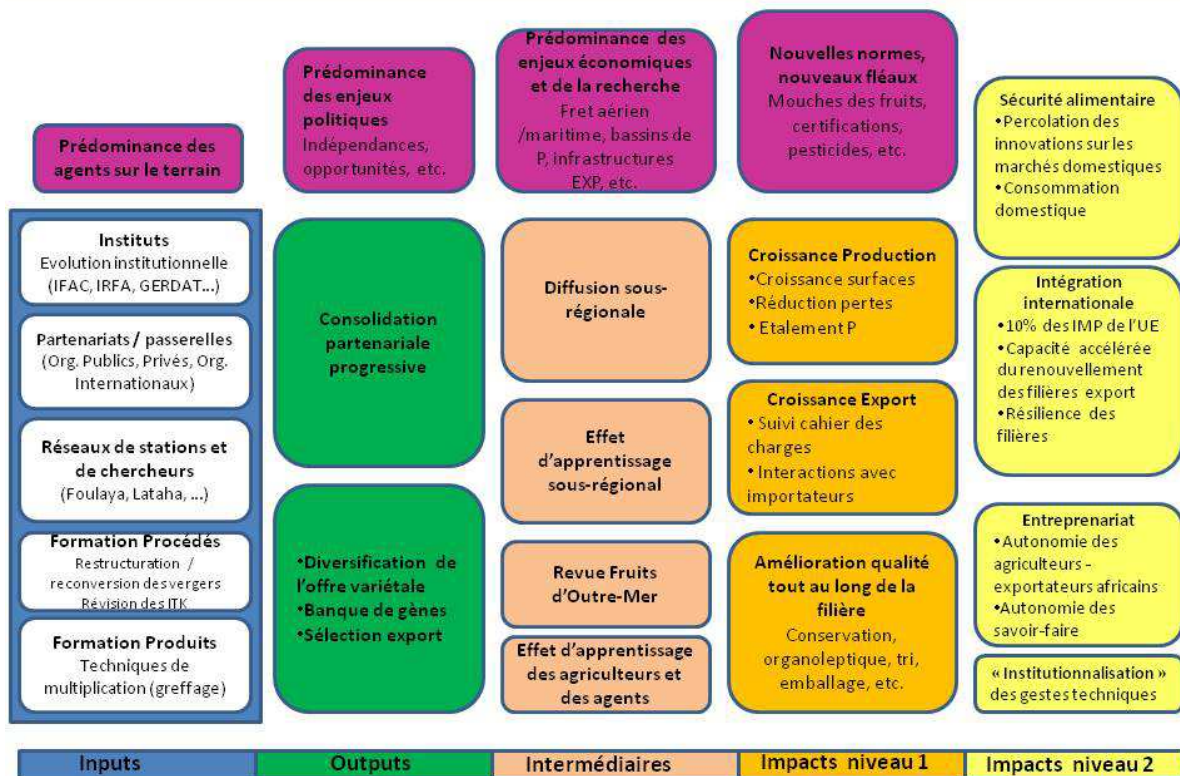 Prédominance des
agents sur le terrain
Instituts
Evolution institutionnelle
(IFAC, IRFA, GERDAT...)
Partenariats / passerelles
(Org. Publics, Privés, Org.
Internationaux)
Réseaux de stations et
de chercheurs
(Foulaya, Lataha, ...)
Formation Procédés
Restructuration /
reconversion des vergers
Révision des ITK
Formation Produits
Techniques de
multiplication (greffage)
Inputs
Prédominance
des enjeux
politiques
Indépendances,
opportunités, etc.
Consolidation
partenariale
progressive
•Diversification de
l'offre variétale
•Banque de gènes
•Sélection export
Outputs
Prédominance des
enjeux économiques
et de la recherche
Fret aérien
/maritime, bassins de
P, infrastructures
EXP, etc.
Diffusion sous-
régionale
Effet
d'apprentissage
sous-régional
Revue Fruits
d'Outre-Mer
Effet d'apprentissage
des agriculteurs et
des agents
Intermédiaires
Nouvelles normes,
nouveaux fléaux
Mouches des fruits,
certifications,
pesticides, etc.
Croissance Production
•Croissance surfaces
•Réduction pertes
• Etalement P
Croissance Export
• Suivi cahier des
charges
• Interactions avec
importateurs
Amélioration qualité
tout au long de la
filière
Conservation,
organoleptique, tri,
emballage, etc.
Impacts niveau 1
Sécurité alimentaire
•Percolation des
innovations sur les
marchés domestiques
•Consommation
domestique
Intégration
internationale
• 10% des IMP de l'UE
• Capacité accélérée
du renouvellement
des filières export
• Résilience des
filières
Entreprenariat
• Autonomie des
agriculteurs -
exportateurs africains
• Autonomie des
savoir-faire
« Institutionnalisation »
des gestes techniques
Impacts niveau 2